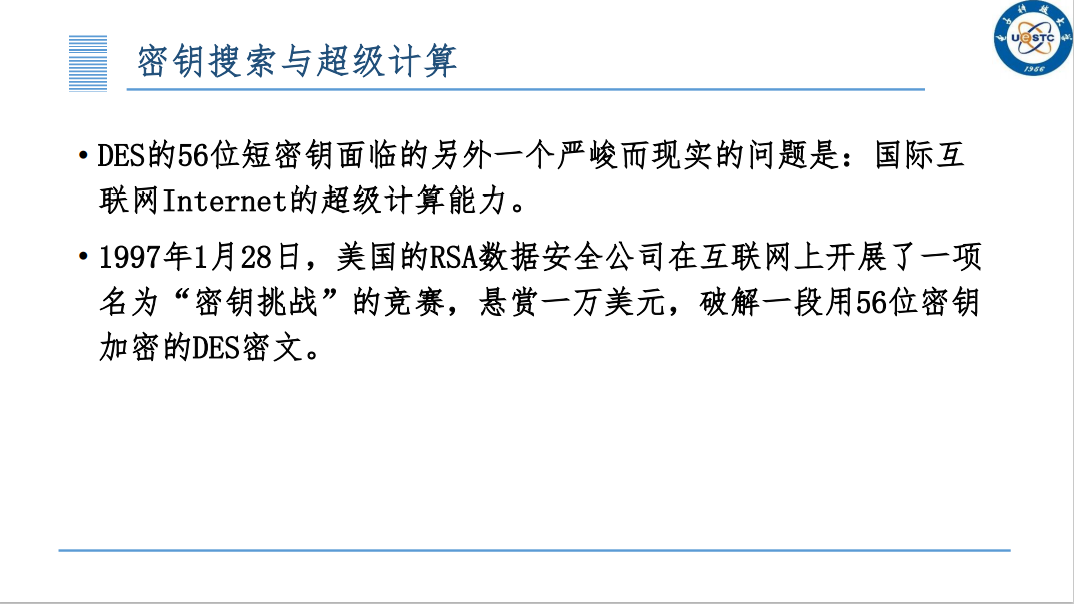 密钥搜索与超级计算
电子科技大学
UESTC
1956
• DES的56位短密钥面临的另外一个严峻而现实的问题是：国际互
联网Internet的超级计算能力。
• 1997年1月28日，美国的RSA数据安全公司在互联网上开展了一项
名为“密钥挑战”的竞赛，悬赏一万美元，破解一段用56位密钥
加密的DES密文。